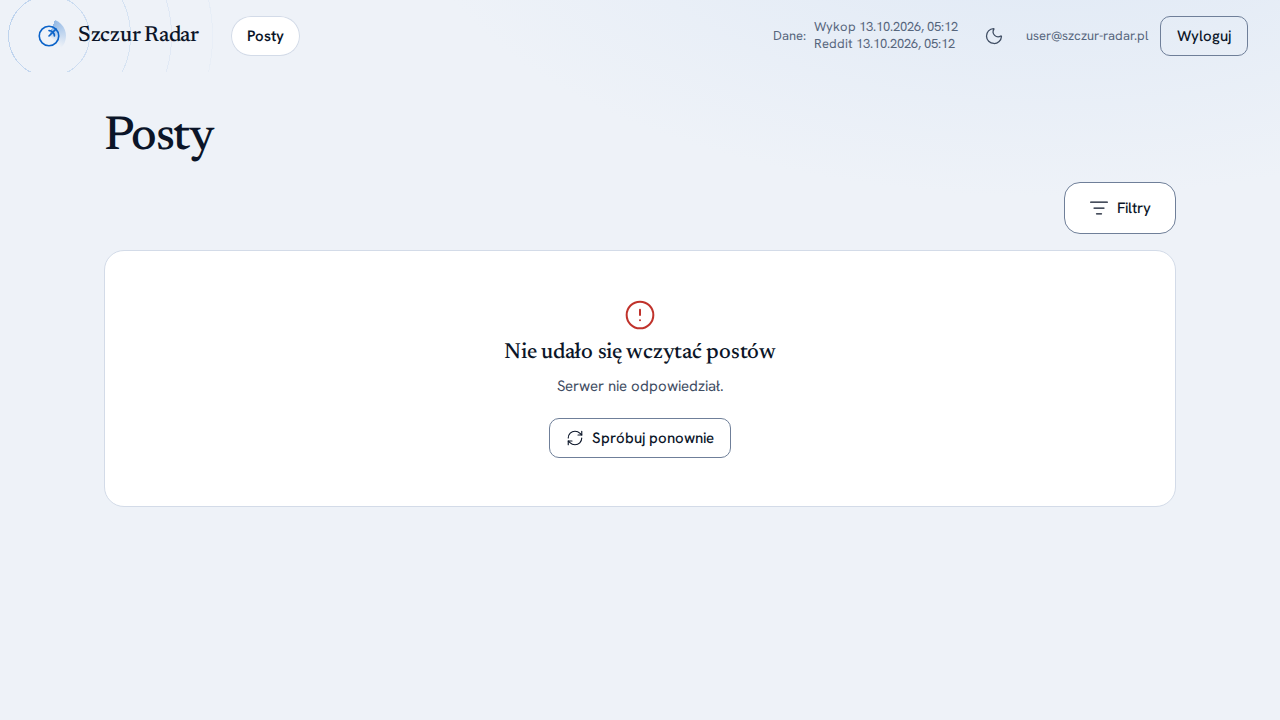 Szczur Radar
Posty
Dane:
Wykop 13.10.2026, 05:12
Reddit 13.10.2026, 05:12
user@szczur-radar.pl
Wyloguj
Posty
Filtry
Nie udało się wczytać postów
Serwer nie odpowiedział.
Spróbuj ponownie